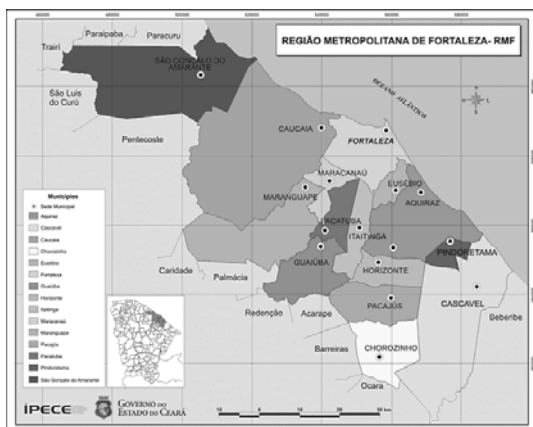 REGIÃO METROPOLITANA DE FORTALEZA- RMF
Paraipaba
Paracuru
Trairi
SÃO GONÇALO DO
AMARANTE
São Luis
do Curú
Pentecoste
OCEANO ATLÂNTICO
CAUCAIA
FORTALEZA
MARACANAÚ
MARANGUAPE
EUSÉBIO
AQUIRAZ
PACATUBA
ITAITINGA
PINDORETAMA
GUAIÚBA
HORIZONTE
Caridade
Palmácia
PACAJUS
CASCAVEL
Redenção
Acarape
Beberibe
Barreiras
CHOROZINHO
Ocara
Municípios
Sede Municipal
Aquiraz
Cascavel
Caucaia
Chorozinho
Eusébio
Fortaleza
Guaiúba
Horizonte
Itaitinga
Maracanaú
Maranguape
Pacajus
Pacatuba
Pindoretama
São Gonçalo do Amarante
IPECE
GOVERNO DO
ESTADO DO CEARÁ